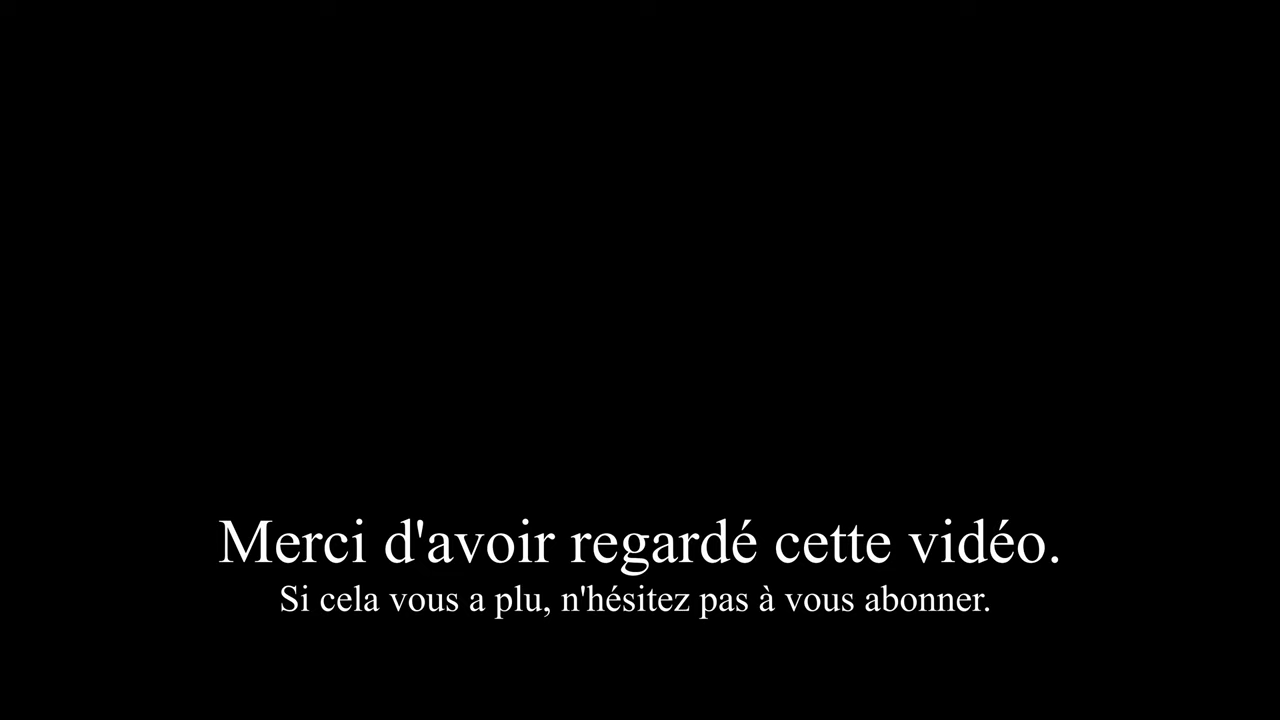 Merci d'avoir regardé cette vidéo.
Si cela vous a plu, n'hésitez pas à vous abonner.